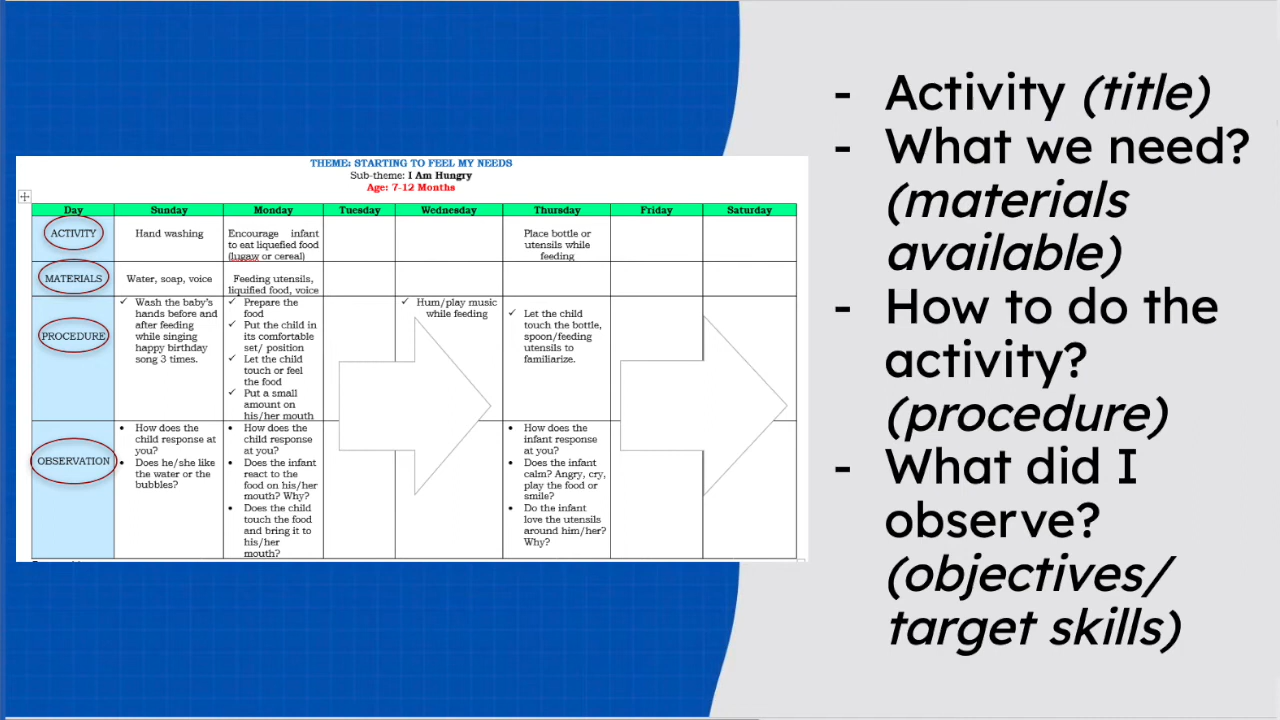 THEME: STARTING TO FEEL MY NEEDS
Sub-theme: I Am Hungry
Age: 7-12 Months
Day Sunday Monday Tuesday Wednesday Thursday Friday Saturday
ACTIVITY
Hand washing
Encourage infant
to eat liquefied food
(lugaw or cereal)
Place bottle or
utensils while
feeding
MATERIALS
Water, soap, voice
Feeding utensils,
liquified food, voice
PROCEDURE
✓ Wash the baby's
hands before and
after feeding
while singing
happy birthday
song 3 times.
✓ Prepare the
food
✓ Put the child in
its comfortable
set/ position
✓ Let the child
touch or feel
the food
✓ Put a small
amount on
his/her mouth
✓ Hum/play music
while feeding
✓ Let the child
touch the bottle,
spoon/feeding
utensils to
familiarize.
OBSERVATION
• How does the
child response at
you?
• Does he/she like
the water or the
bubbles?
• How does the
child response
at you?
• Does the infant
react to the
food on his/her
mouth? Why?
• Does the child
touch the food
and bring it to
his/her
mouth?
• How does the
infant response
at you?
• Does the infant
calm? Angry, cry,
play the food or
smile?
• Do the infant
love the utensils
around him/her?
Why?
- Activity (title)
- What we need?
(materials
available)
- How to do the
activity?
(procedure)
- What did I
observe?
(objectives/
target skills)